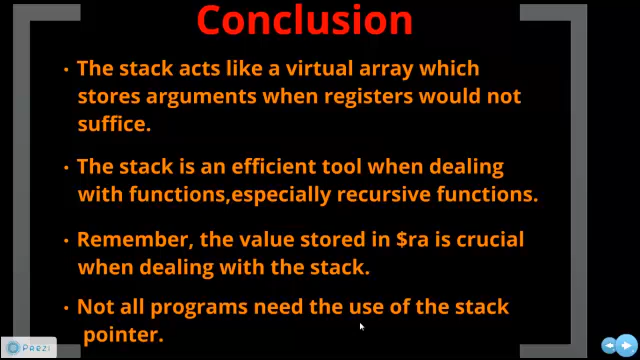 Conclusion
• The stack acts like a virtual array which
stores arguments when registers would not
suffice.
• The stack is an efficient tool when dealing
with functions,especially recursive functions.
• Remember, the value stored in $ra is crucial
when dealing with the stack.
• Not all programs need the use of the stack
pointer.
PREZI